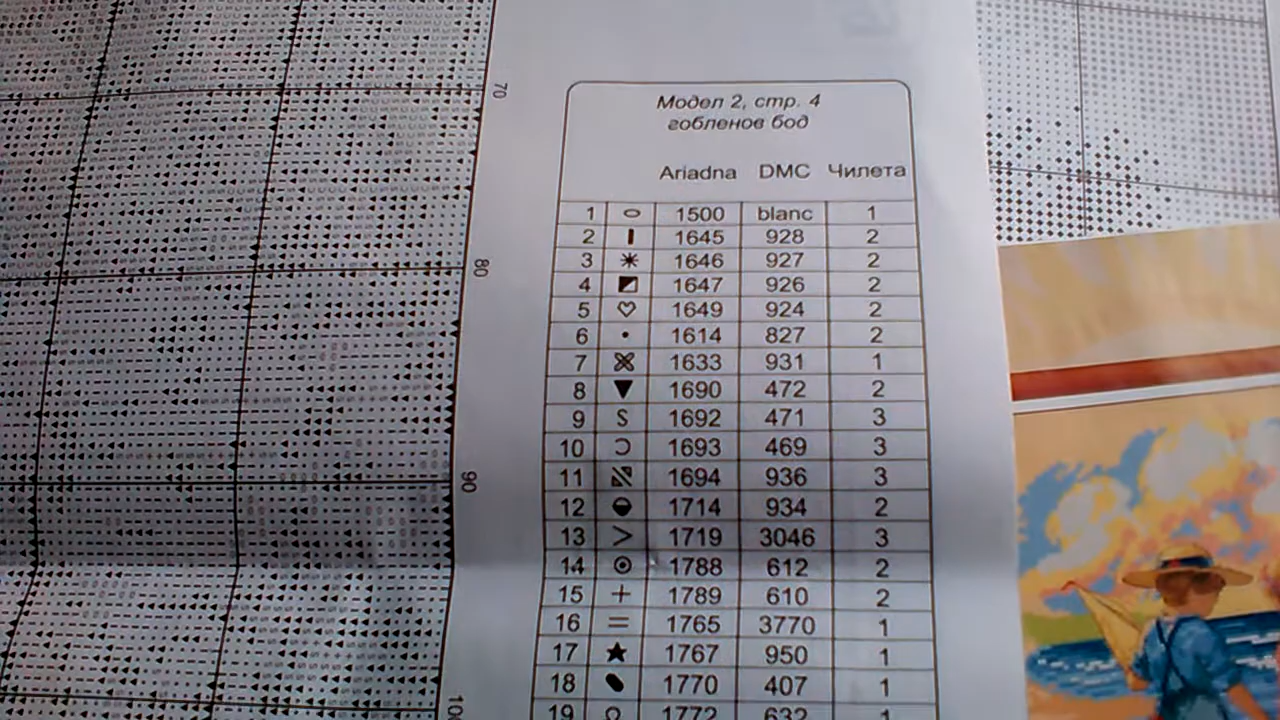 70
80
90
Модел 2, стр. 4
гобленов бод
Ariadna DMC Чилета
1 1500 blanc 1
2 1645 928 2
3 1646 927 2
4 1647 926 2
5 1649 924 2
6 1614 827 2
7 1633 931 1
8 1690 472 2
9 S 1692 471 3
10 1693 469 3
11 1694 936 3
12 1714 934 2
13 > 1719 3046 3
14 1788 612 2
15 + 1789 610 2
16 = 1765 3770 1
17 ★ 1767 950 1
18 1770 407 1
19 1772 632 1